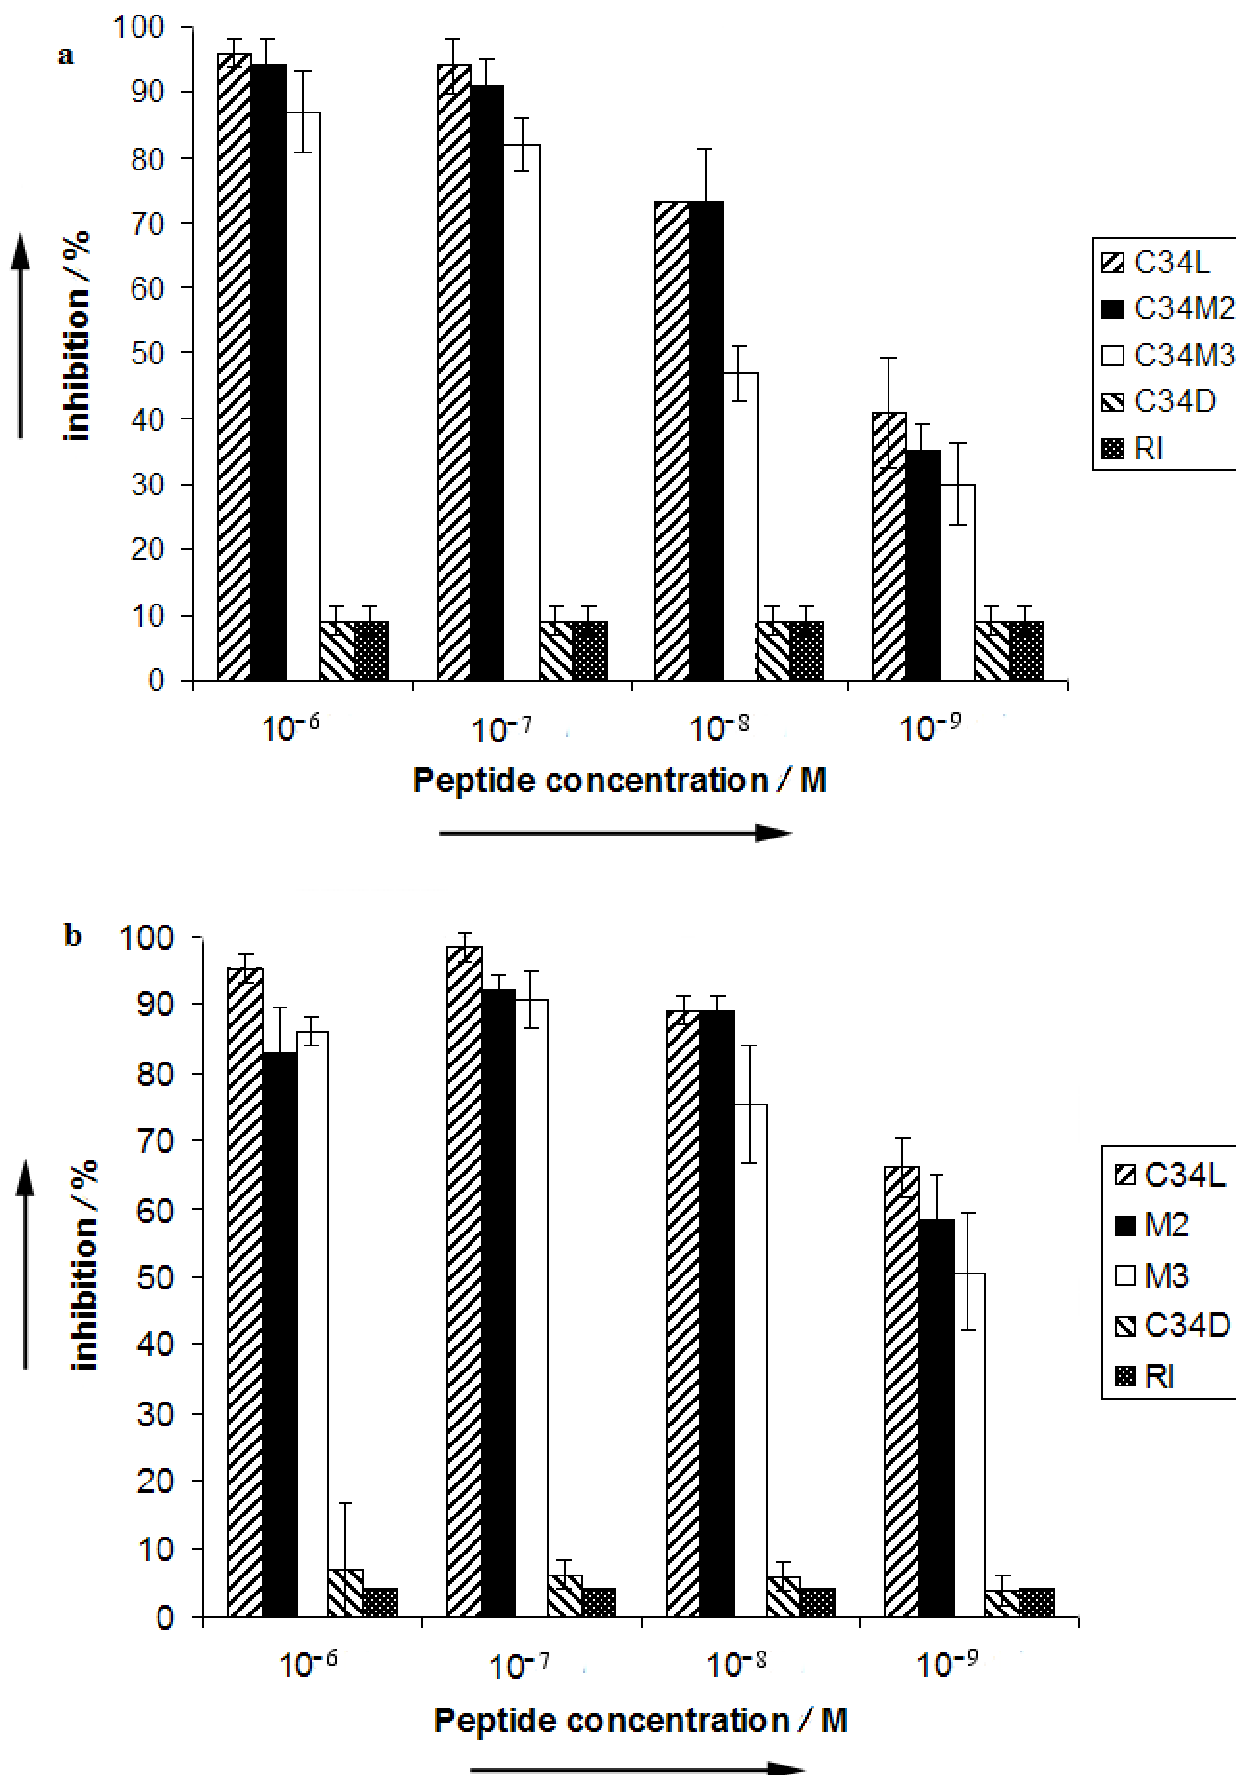 a
100
90
80
70
60
50
40
30
20
10
0
inhibition / %
10⁻⁶ 10⁻⁷ 10⁻⁸ 10⁻⁹
Peptide concentration / M
C34L
C34M2
C34M3
C34D
RI
b
100
90
80
70
60
50
40
30
20
10
0
inhibition / %
10⁻⁶ 10⁻⁷ 10⁻⁸ 10⁻⁹
Peptide concentration / M
C34L
M2
M3
C34D
RI